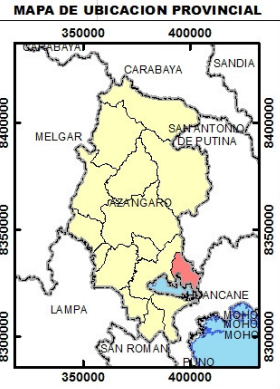 MAPA DE UBICACION PROVINCIAL
350000 400000
CARABAYA
SANDIA
CARABAYA
8400000 8400000
SAN ANTONIO
DE PUTINA
MELGAR
AZANGARO
8350000 8350000
HUANCANE
LAMPA
MOHO
MOHO
MOHO
8300000 8300000
SAN ROMAN
PUNO
350000 400000